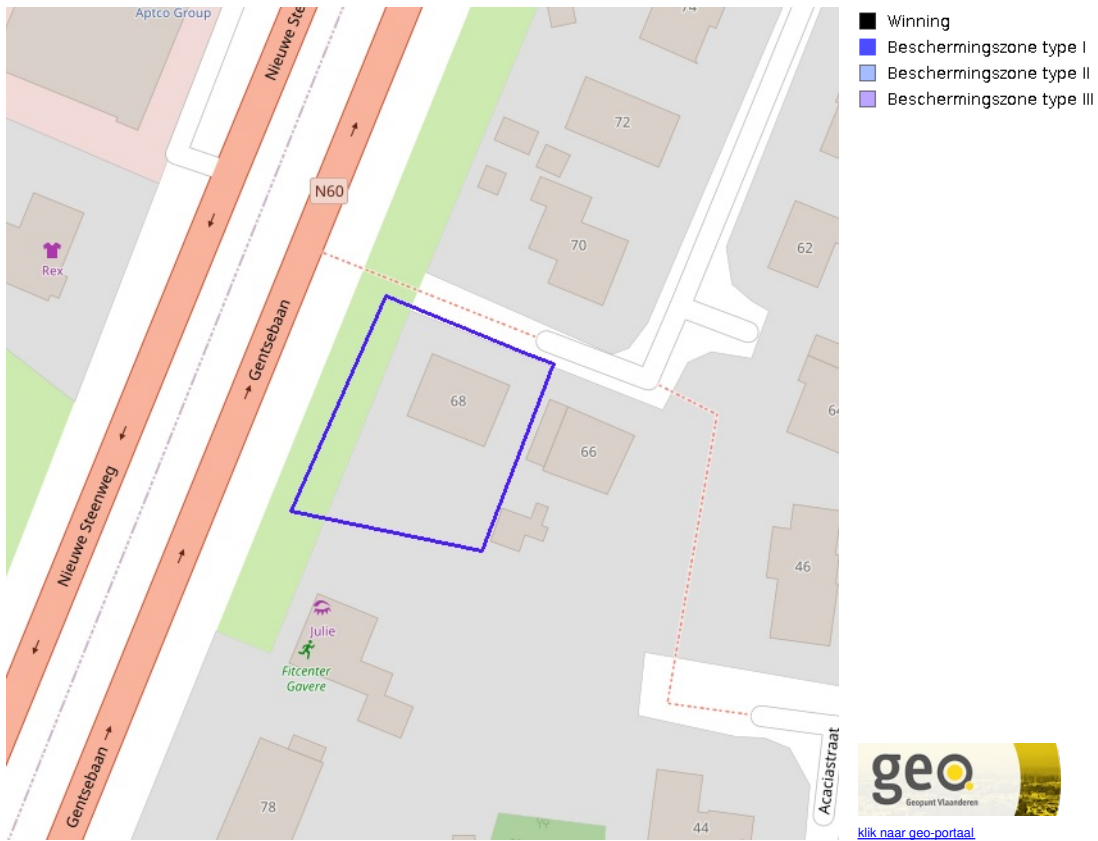 Aptco Group
Nieuwe Ste
74
72
N60
70
62
Rex
Gentsebaan
68
64
66
Nieuwe Steenweg
46
Julie
Fitcenter
Gavere
Gentsebaan
Acaciastraat
78
44
Winning
Beschermingszone type I
Beschermingszone type II
Beschermingszone type III
geo.
Geopunt Vlaanderen
klik naar geo-portaal